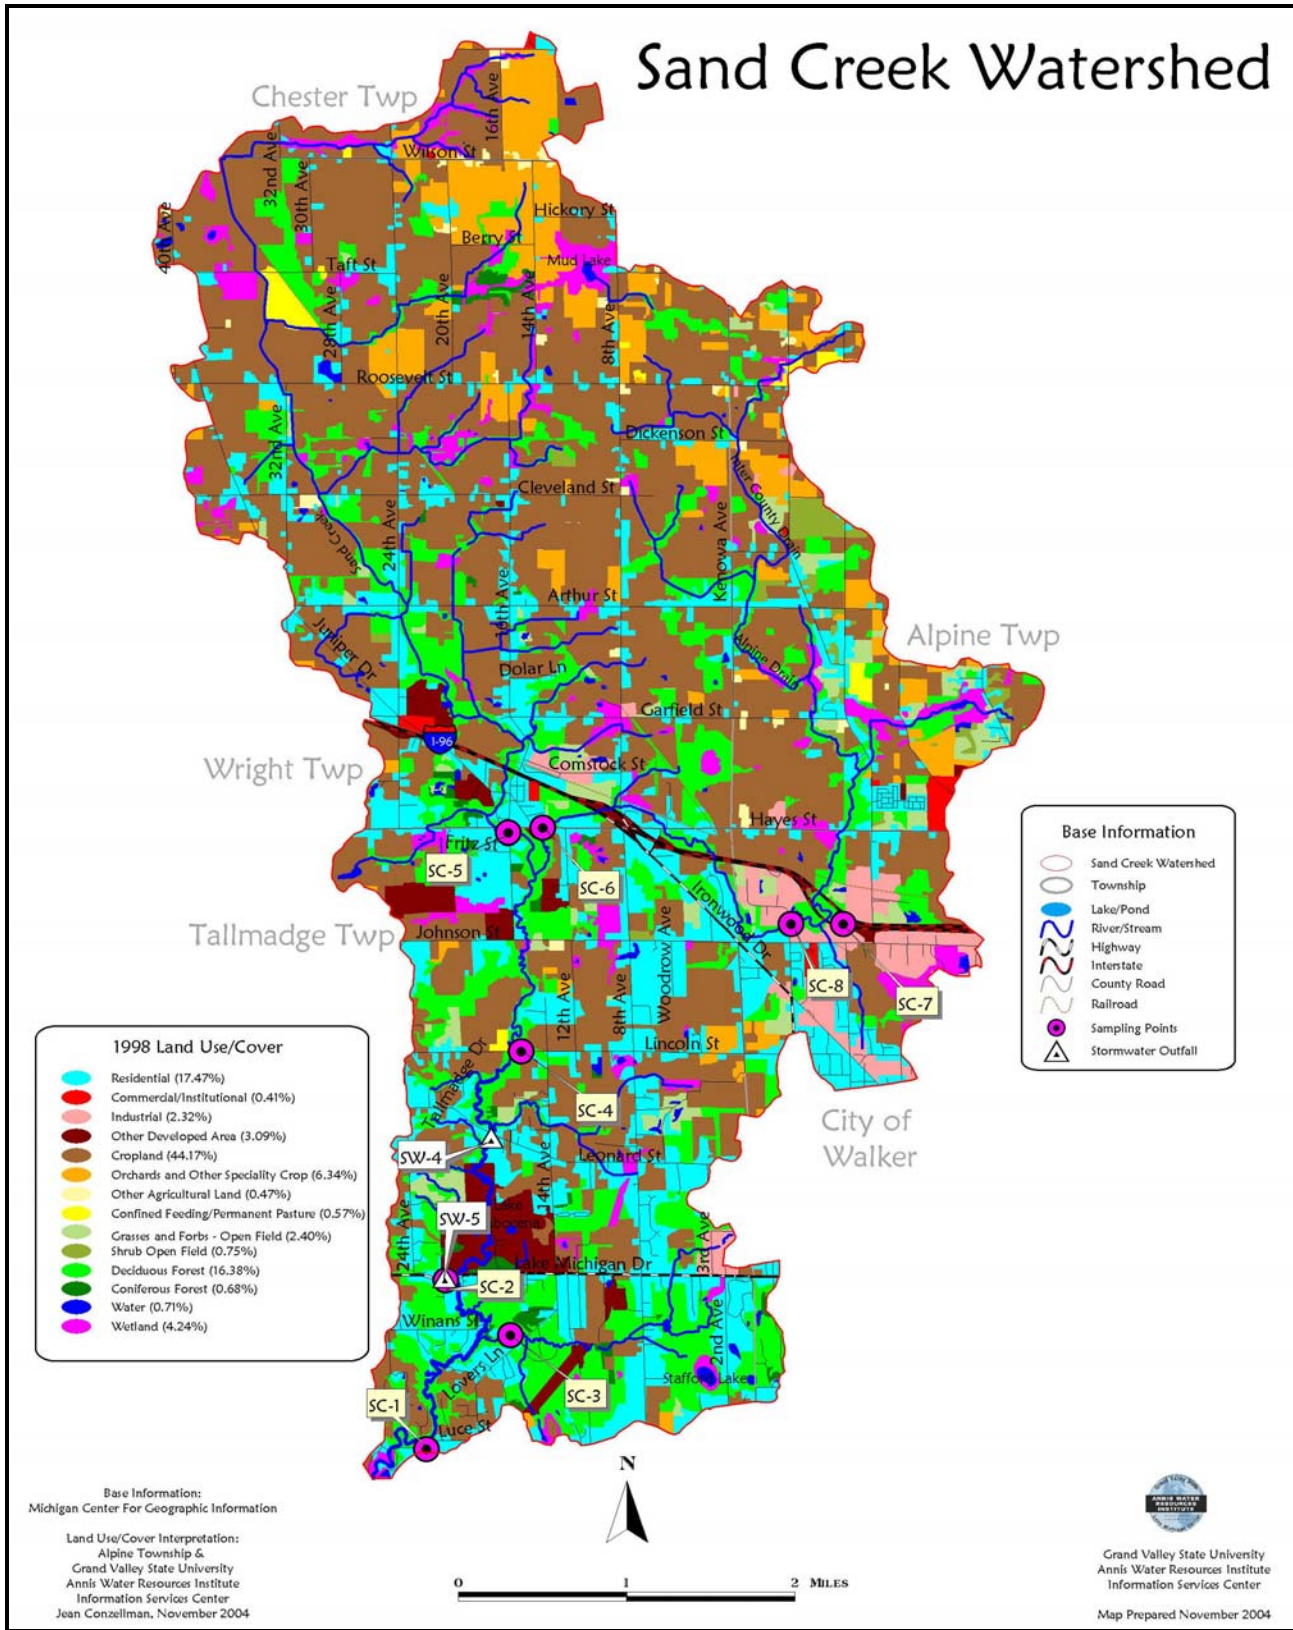 Sand Creek Watershed
Chester Twp
16th Ave
Wilson St
32nd Ave
30th Ave
40th Ave
Hickory St
Berry St
Mud Lake
Taft St
28th Ave
20th Ave
14th Ave
8th Ave
Roosevelt St
32nd Ave
Dickenson St
Inter County Drain
Cleveland St
Sand Creek
24th Ave
Kenowa Ave
Arthur St
16th Ave
Juniper Dr
Alpine Drain
Alpine Twp
Dolar Ln
Garfield St
I-96
Wright Twp
Comstock St
Hayes St
Fritz St
SC-5
SC-6
Ironwood Dr
Tallmadge Twp
Johnson St
12th Ave
8th Ave
Woodrow Ave
SC-8
SC-7
Lincoln St
Tallmadge Dr
SC-4
City of
Walker
SW-4
Leonard St
14th Ave
24th Ave
SW-5
Lake
3rd Ave
Lake Michigan Dr
SC-2
Winans St
2nd Ave
Lovers Ln
Stafford Lake
SC-3
SC-1
Luce St
Base Information
Sand Creek Watershed
Township
Lake/Pond
River/Stream
Highway
Interstate
County Road
Railroad
Sampling Points
Stormwater Outfall
1998 Land Use/Cover
Residential (17.47%)
Commercial/Institutional (0.41%)
Industrial (2.32%)
Other Developed Area (3.09%)
Cropland (44.17%)
Orchards and Other Speciality Crop (6.34%)
Other Agricultural Land (0.47%)
Confined Feeding/Permanent Pasture (0.57%)
Grasses and Forbs - Open Field (2.40%)
Shrub Open Field (0.75%)
Deciduous Forest (16.38%)
Coniferous Forest (0.68%)
Water (0.71%)
Wetland (4.24%)
N
0 1 2 MILES
Base Information:
Michigan Center For Geographic Information
Land Use/Cover Interpretation:
Alpine Township &
Grand Valley State University
Annis Water Resources Institute
Information Services Center
Jean Conzellman, November 2004
ANNIS WATER
RESOURCES
INSTITUTE
Grand Valley State University
Annis Water Resources Institute
Information Services Center
Map Prepared November 2004